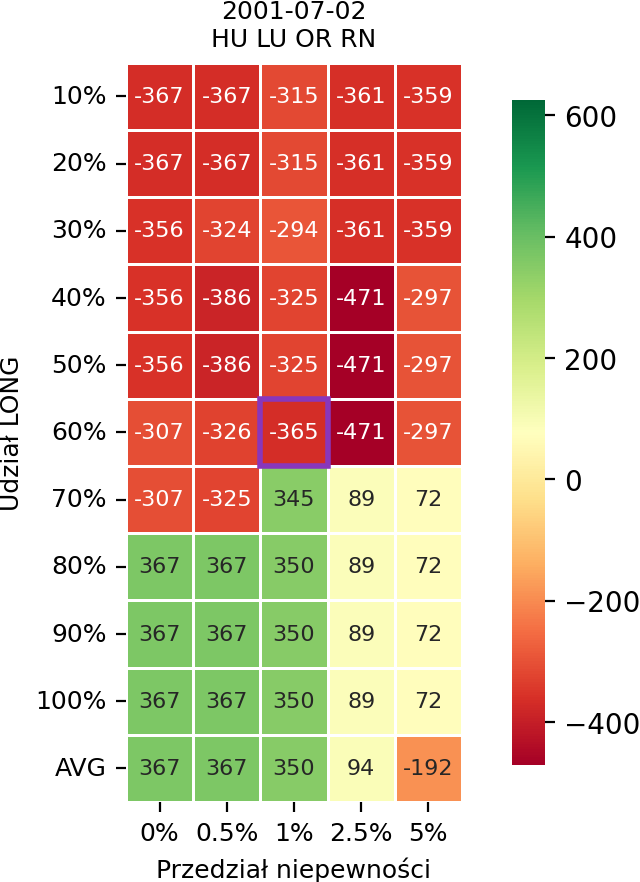 2001-07-02
HU LU OR RN
Udział LONG
10% -367 -367 -315 -361 -359
20% -367 -367 -315 -361 -359
30% -356 -324 -294 -361 -359
40% -356 -386 -325 -471 -297
50% -356 -386 -325 -471 -297
60% -307 -326 -365 -471 -297
70% -307 -325 345 89 72
80% 367 367 350 89 72
90% 367 367 350 89 72
100% 367 367 350 89 72
AVG 367 367 350 94 -192
0% 0.5% 1% 2.5% 5%
Przedział niepewności
600
400
200
0
−200
−400